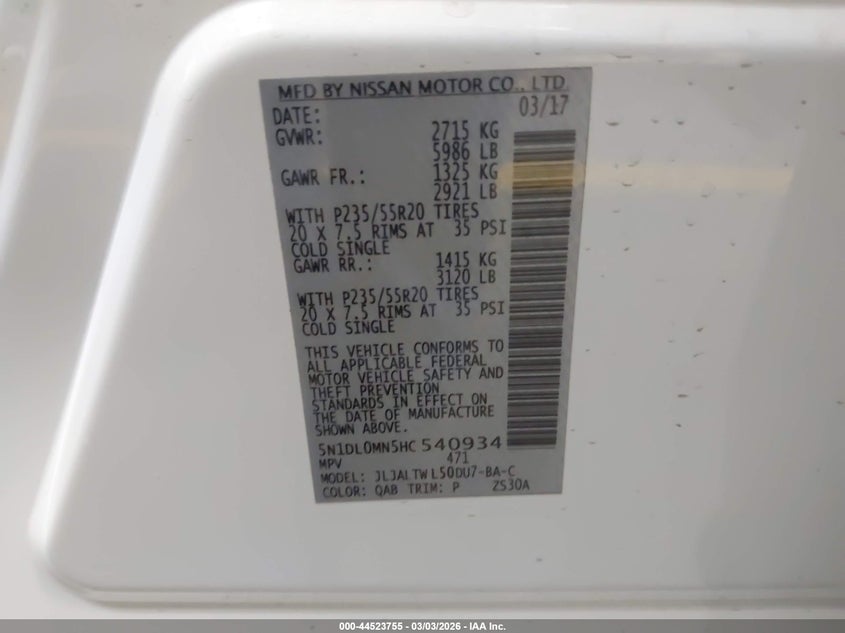 MFD BY NISSAN MOTOR CO., LTD.
DATE: 03/17
GVWR: 2715 KG
5986 LB
GAWR FR.: 1325 KG
2921 LB
WITH P235/55R20 TIRES
20 X 7.5 RIMS AT 35 PSI
COLD SINGLE
GAWR RR.: 1415 KG
3120 LB
WITH P235/55R20 TIRES
20 X 7.5 RIMS AT 35 PSI
COLD SINGLE
THIS VEHICLE CONFORMS TO
ALL APPLICABLE FEDERAL
MOTOR VEHICLE SAFETY AND
THEFT PREVENTION
STANDARDS IN EFFECT ON
THE DATE OF MANUFACTURE
SHOWN ABOVE.
5N1DL0MN5HC540934
MPV 471
MODEL: JLJALTWL50DU7-BA-C
COLOR: QAB TRIM: P ZS30A
000-44523755 - 03/03/2026 - IAA Inc.